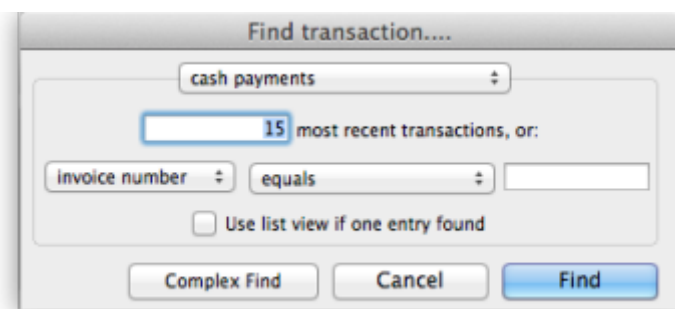 Find transaction....
cash payments
15 most recent transactions, or:
invoice number equals
Use list view if one entry found
Complex Find Cancel Find